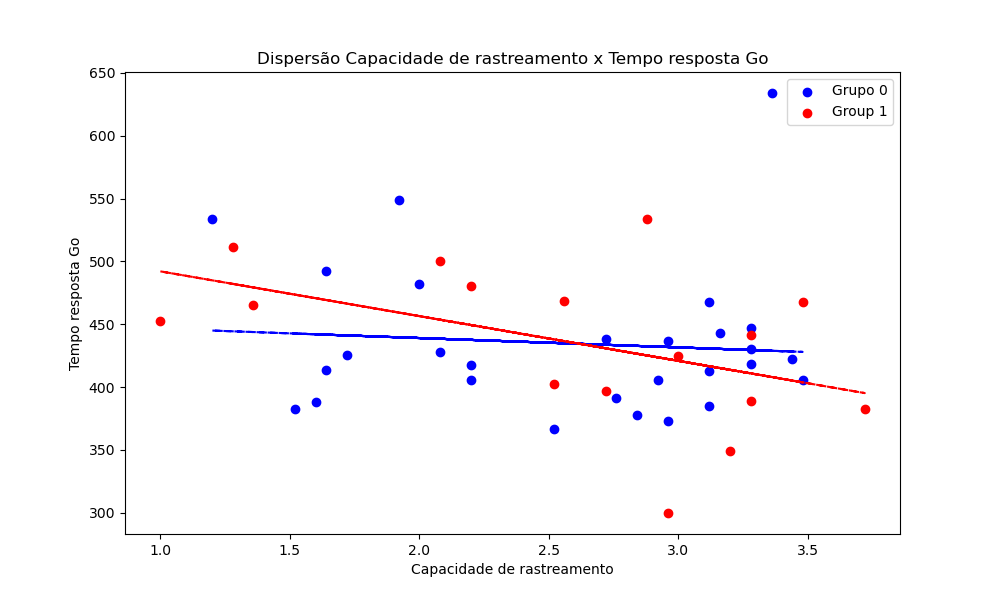 Dispersão Capacidade de rastreamento x Tempo resposta Go
Grupo 0
Group 1
Tempo resposta Go
650
600
550
500
450
400
350
300
1.0 1.5 2.0 2.5 3.0 3.5
Capacidade de rastreamento